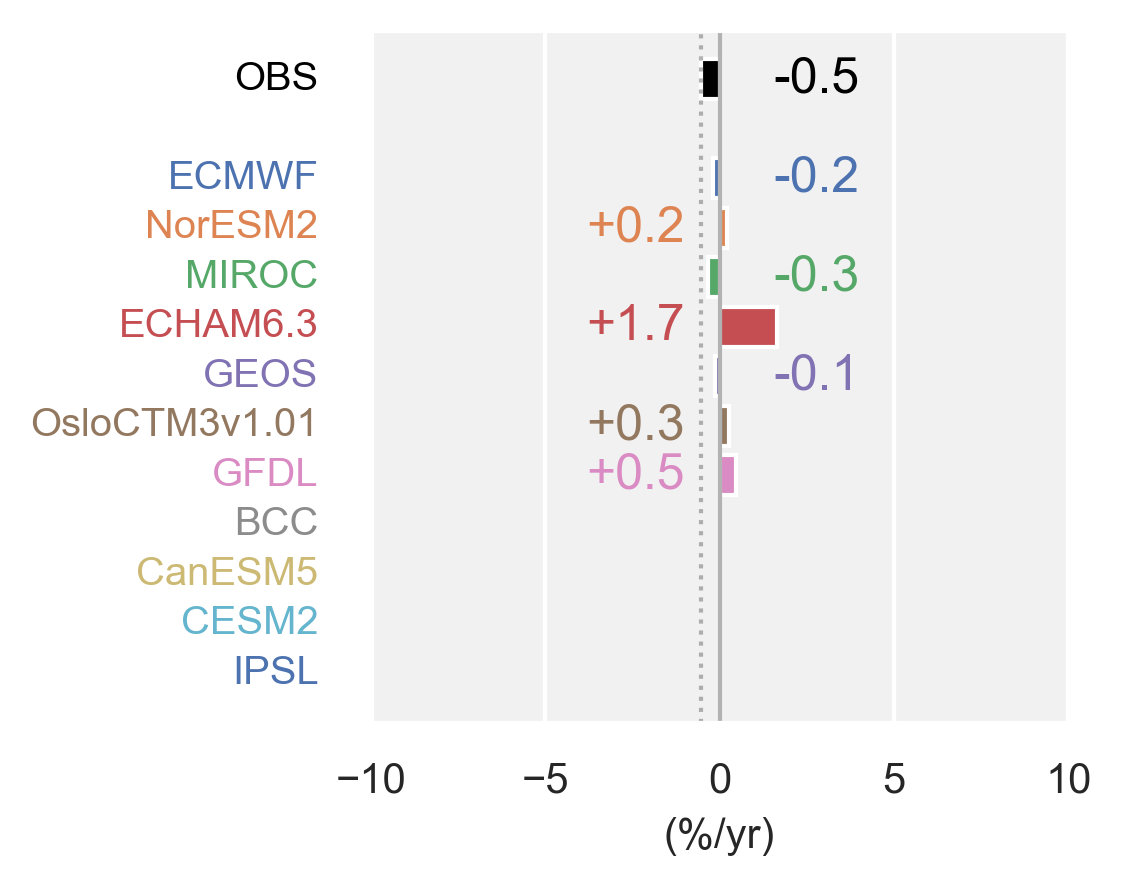 OBS -0.5
ECMWF -0.2
NorESM2 +0.2
MIROC -0.3
ECHAM6.3 +1.7
GEOS -0.1
OsloCTM3v1.01 +0.3
GFDL +0.5
BCC
CanESM5
CESM2
IPSL
−10 −5 0 5 10
(%/yr)